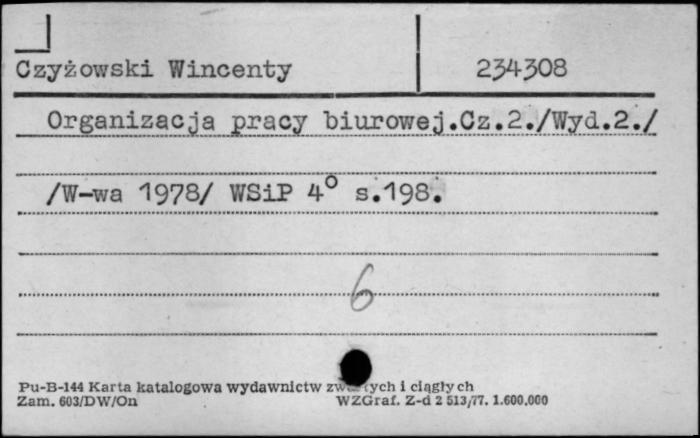 Czyżowski Wincenty 234308
Organizacja pracy biurowej.Cz.2./Wyd.2./
/W-wa 1978/ WSiP 4° s.198.
6
Pu-B-144 Karta katalogowa wydawnictw zwartych i ciągłych
Zam. 603/DW/On WZGraf. Z-d 2 513/77. 1.600.000